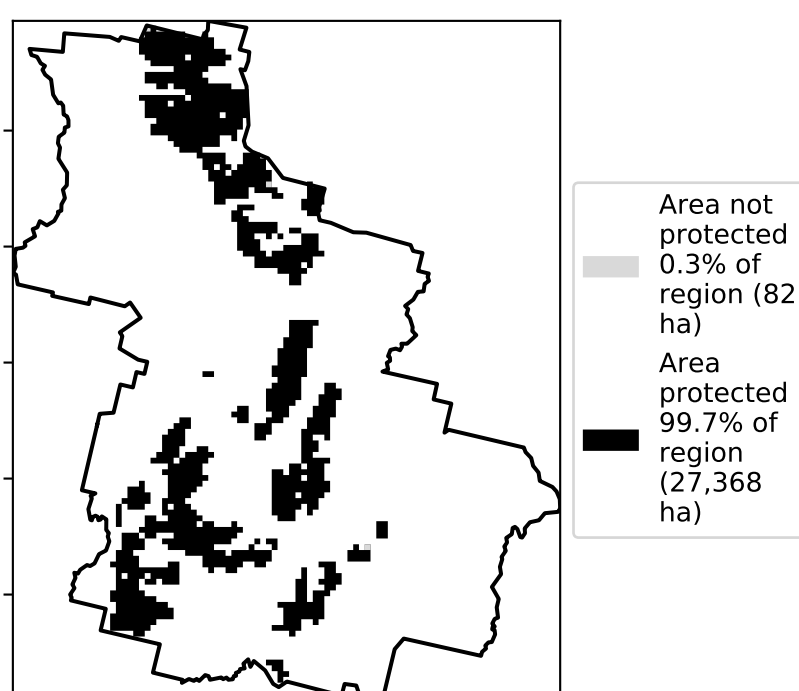 Area not
protected
0.3% of
region (82
ha)
Area
protected
99.7% of
region
(27,368
ha)